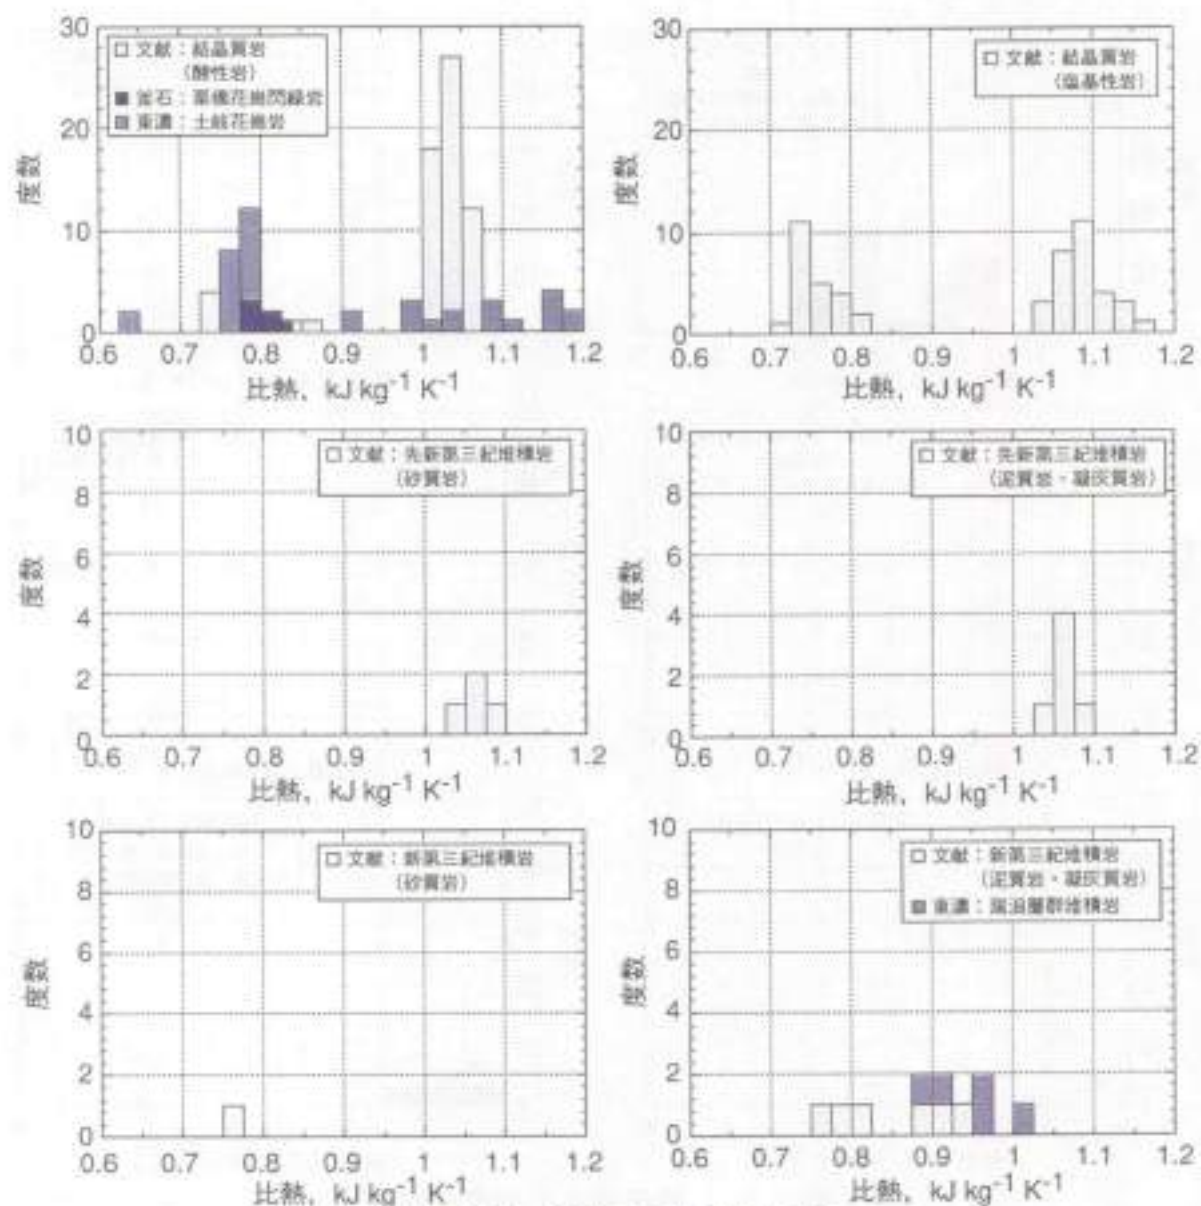 30
20
10
0
度数
□ 文献：結晶質岩
（酸性岩）
■ 釜石：栗橋花崗閃緑岩
■ 東濃：土岐花崗岩
0.6 0.7 0.8 0.9 1 1.1 1.2
比熱, kJ kg⁻¹ K⁻¹
30
20
10
0
度数
□ 文献：結晶質岩
（塩基性岩）
0.6 0.7 0.8 0.9 1 1.1 1.2
比熱, kJ kg⁻¹ K⁻¹
10
8
6
4
2
0
度数
□ 文献：先新第三紀堆積岩
（砂質岩）
0.6 0.7 0.8 0.9 1 1.1 1.2
比熱, kJ kg⁻¹ K⁻¹
10
8
6
4
2
0
度数
□ 文献：先新第三紀堆積岩
（泥質岩・凝灰質岩）
0.6 0.7 0.8 0.9 1 1.1 1.2
比熱, kJ kg⁻¹ K⁻¹
10
8
6
4
2
0
度数
□ 文献：新第三紀堆積岩
（砂質岩）
0.6 0.7 0.8 0.9 1 1.1 1.2
比熱, kJ kg⁻¹ K⁻¹
10
8
6
4
2
0
度数
□ 文献：新第三紀堆積岩
（泥質岩・凝灰質岩）
■ 東濃：瑞浪層群堆積岩
0.6 0.7 0.8 0.9 1 1.1 1.2
比熱, kJ kg⁻¹ K⁻¹